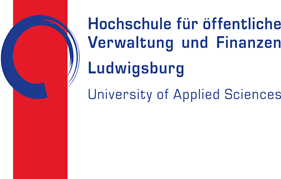 Hochschule für öffentliche
Verwaltung und Finanzen
Ludwigsburg
University of Applied Sciences